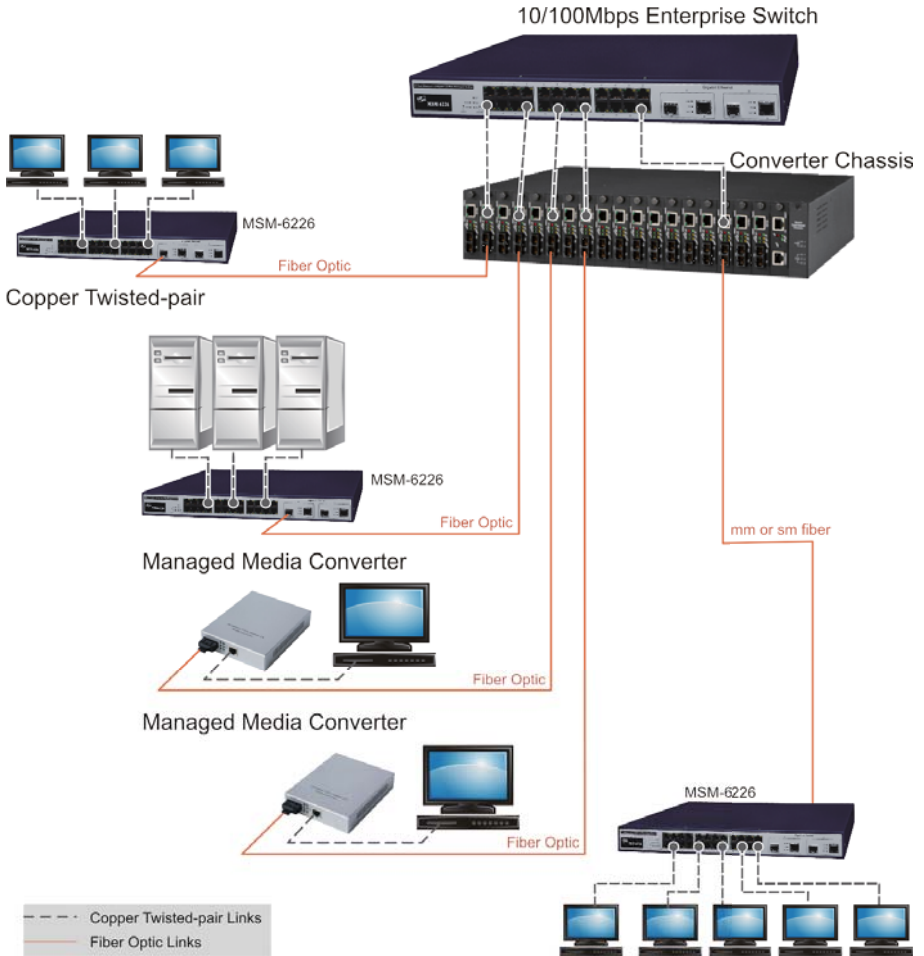 10/100Mbps Enterprise Switch
MSM-6226
Converter Chassis
MSM-6226
Fiber Optic
Copper Twisted-pair
MSM-6226
Fiber Optic
mm or sm fiber
Managed Media Converter
Fiber Optic
Managed Media Converter
MSM-6226
Fiber Optic
Copper Twisted-pair Links
Fiber Optic Links